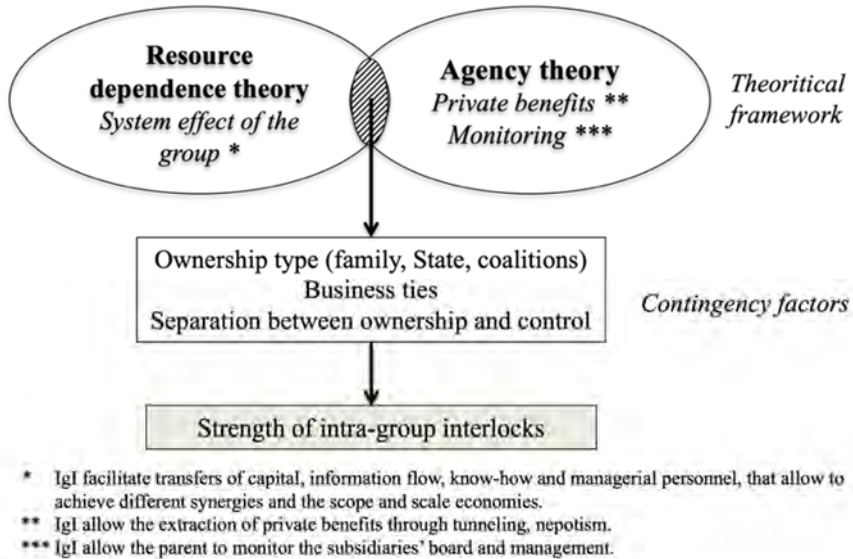 Resource
dependence theory
System effect of the
group *
Agency theory
Private benefits **
Monitoring ***
Theoritical
framework
Ownership type (family, State, coalitions)
Business ties
Separation between ownership and control
Contingency factors
Strength of intra-group interlocks
* IgI facilitate transfers of capital, information flow, know-how and managerial personnel, that allow to
achieve different synergies and the scope and scale economies.
** IgI allow the extraction of private benefits through tunneling, nepotism.
*** IgI allow the parent to monitor the subsidiaries' board and management.